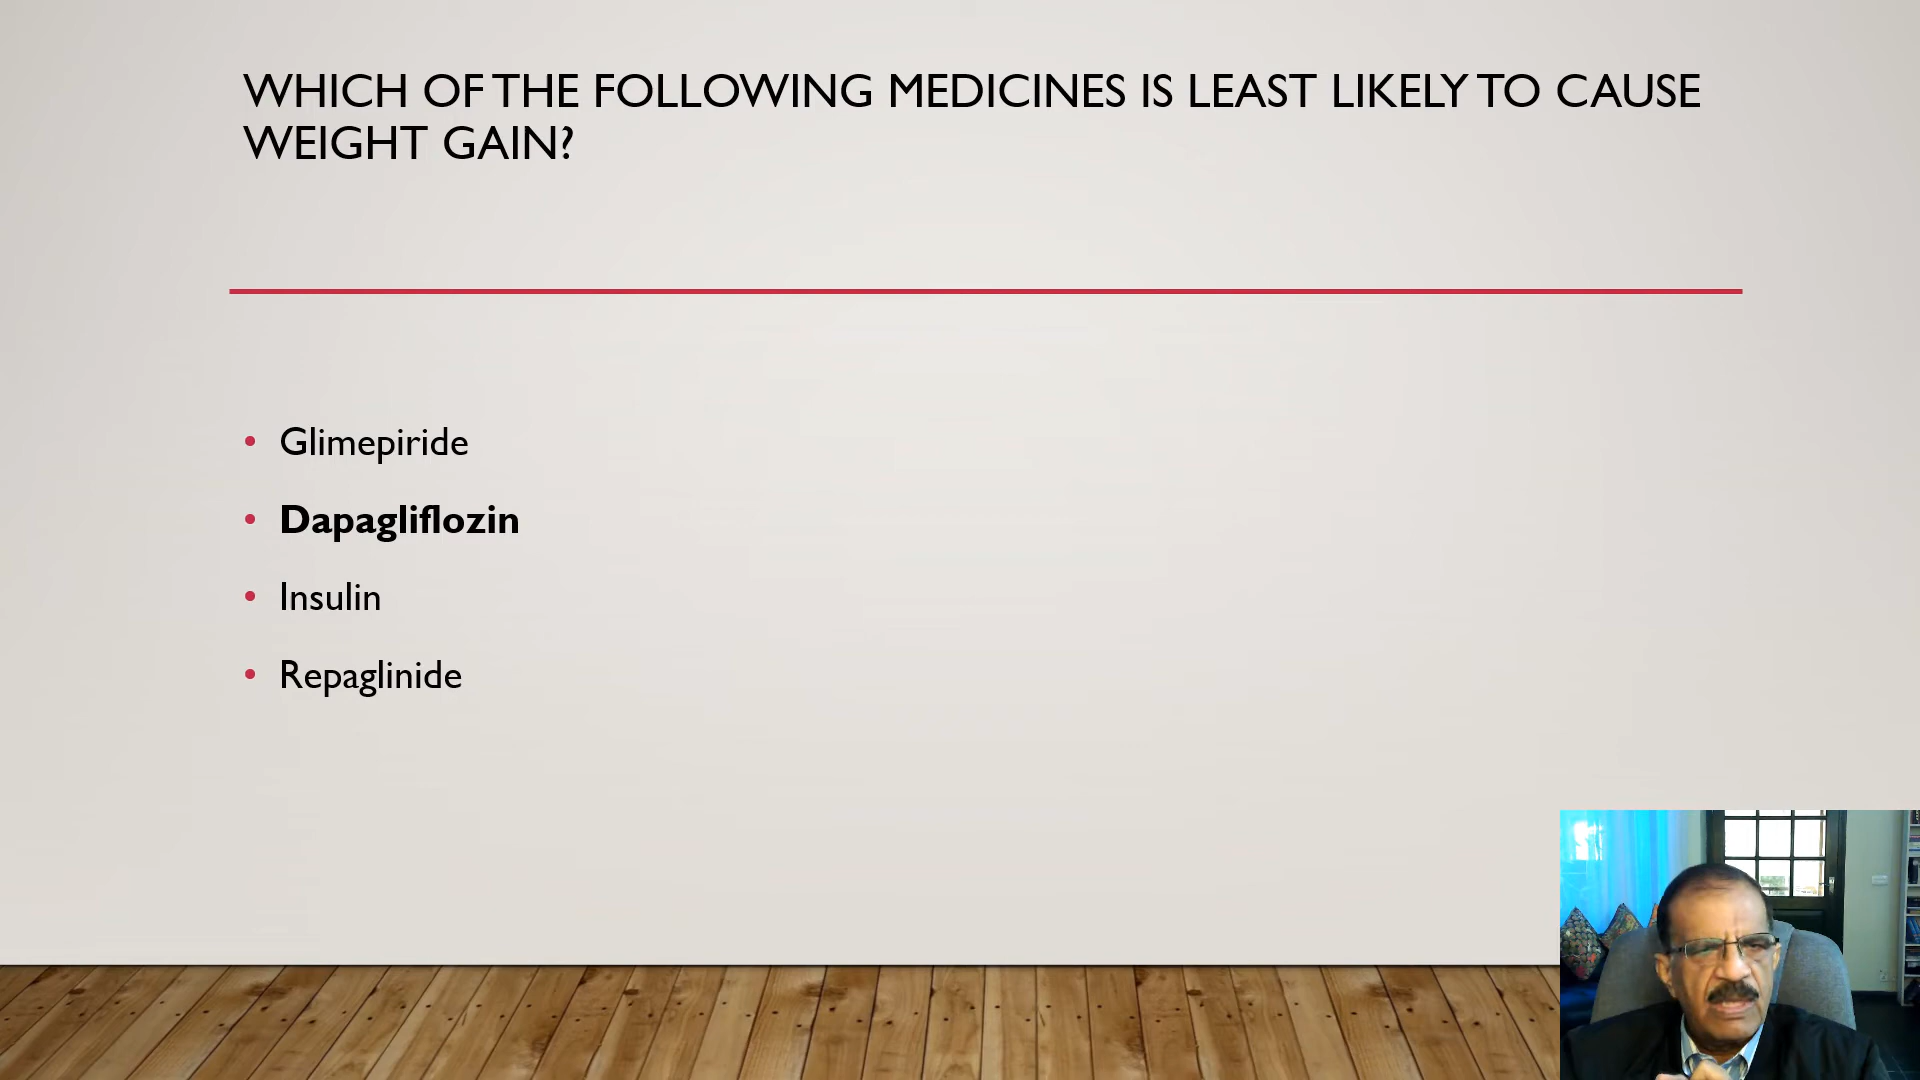 WHICH OF THE FOLLOWING MEDICINES IS LEAST LIKELY TO CAUSE
WEIGHT GAIN?
• Glimepiride
• Dapagliflozin
• Insulin
• Repaglinide